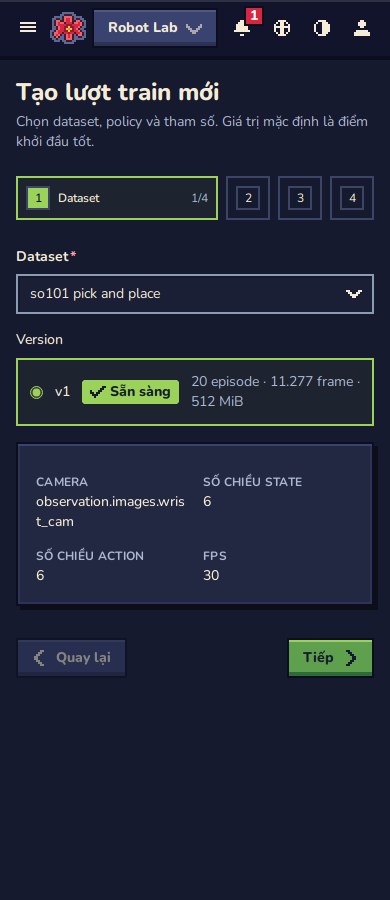 Robot Lab
1
Tạo lượt train mới
Chọn dataset, policy và tham số. Giá trị mặc định là điểm
khởi đầu tốt.
1 Dataset 1/4 2 3 4
Dataset*
so101 pick and place
Version
v1 Sẵn sàng 20 episode · 11.277 frame ·
512 MiB
CAMERA
observation.images.wris
t_cam
SỐ CHIỀU STATE
6
SỐ CHIỀU ACTION
6
FPS
30
Quay lại
Tiếp